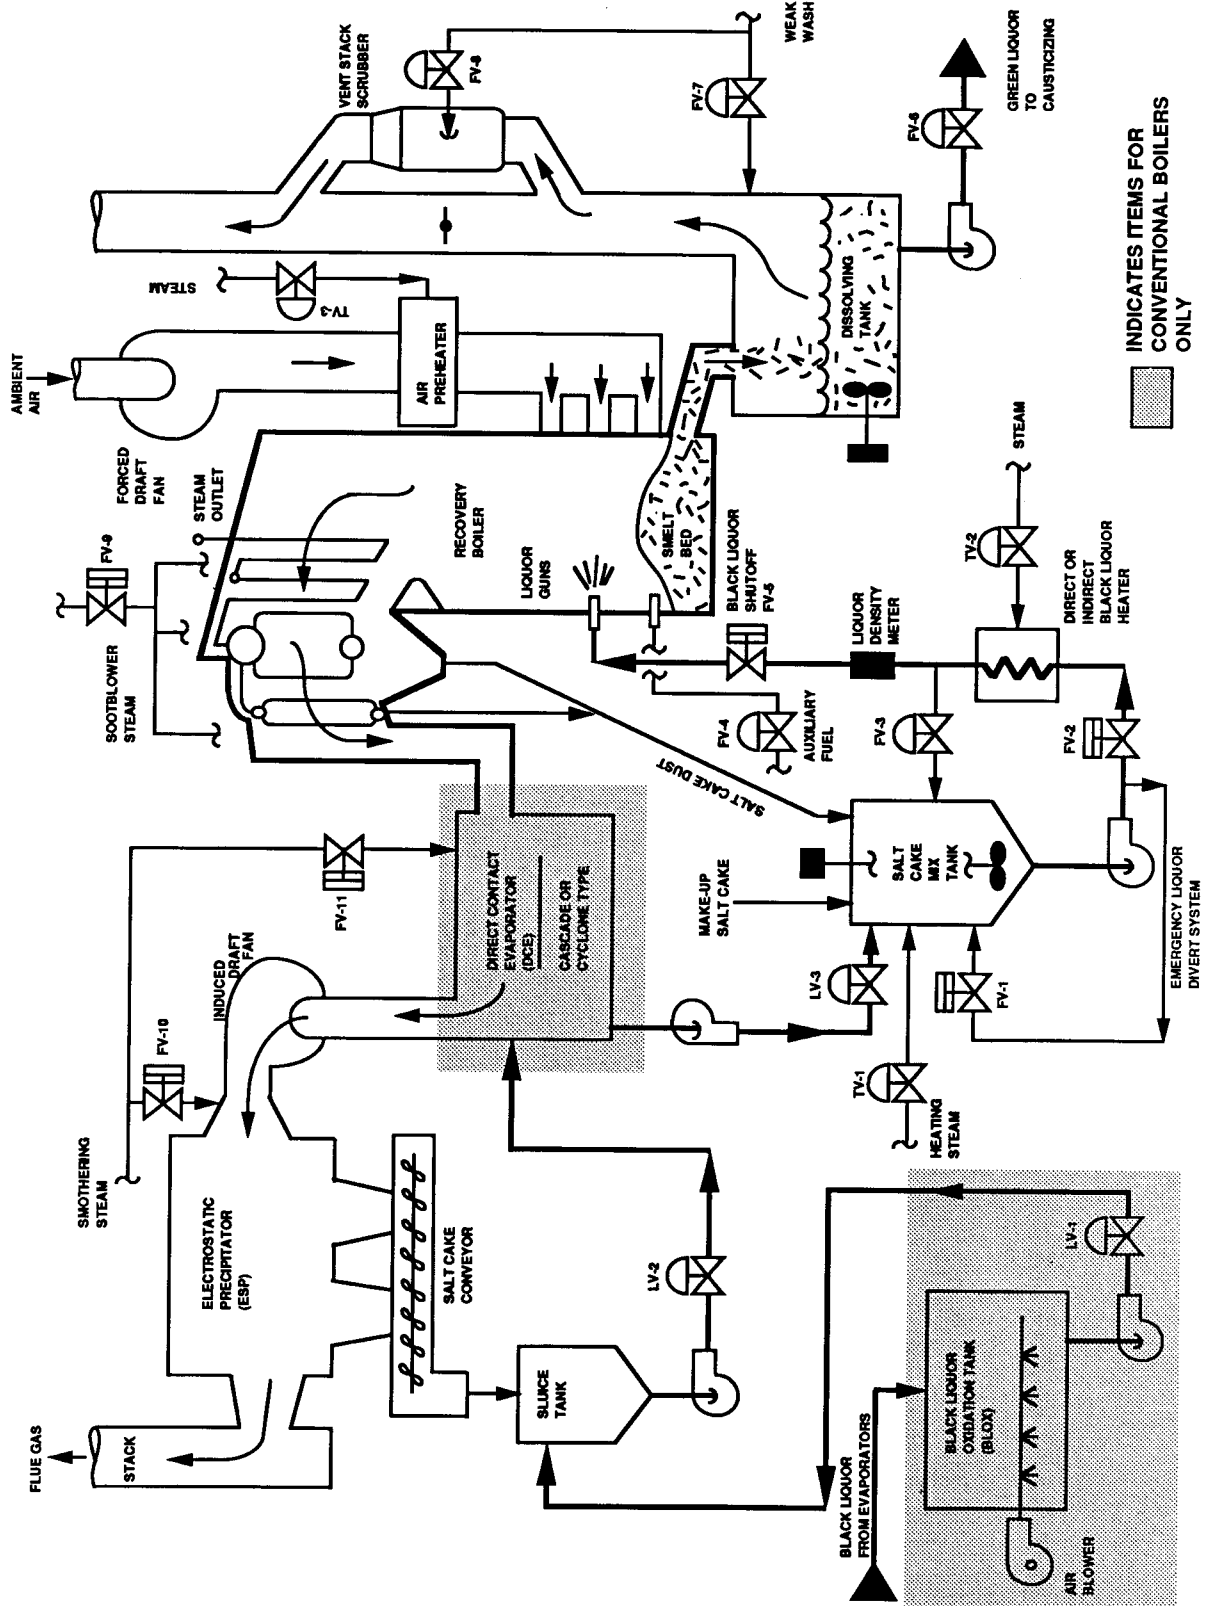 FLUE GAS
STACK
ELECTROSTATIC
PRECIPITATOR
(ESP)
SMOTHERING
STEAM
FV-10
INDUCED
DRAFT FAN
FV-11
SALT CAKE
CONVEYOR
SLUICE
TANK
LV-2
DIRECT CONTACT
EVAPORATOR
(DCE)
CASCADE OR
CYCLONE TYPE
SOOTBLOWER
STEAM
FV-9
STEAM
OUTLET
FORCED
DRAFT
FAN
AMBIENT
AIR
RECOVERY
BOILER
LIQUOR
GUNS
SMELT
BED
AIR
PREHEATER
STEAM
TV-3
VENT STACK
SCRUBBER
FV-8
WEAK
WASH
FV-7
DISSOLVING
TANK
FV-6
GREEN LIQUOR
TO
CAUSTICIZING
BLACK LIQUOR
SHUTOFF
FV-5
FV-4
AUXILIARY
FUEL
SALT CAKE DUST
LIQUOR
DENSITY
METER
FV-3
TV-2
STEAM
DIRECT OR
INDIRECT
BLACK LIQUOR
HEATER
FV-2
MAKE-UP
SALT CAKE
SALT
CAKE
MIX
TANK
LV-3
FV-1
TV-1
HEATING
STEAM
EMERGENCY LIQUOR
DIVERT SYSTEM
BLACK LIQUOR
FROM EVAPORATORS
BLACK LIQUOR
OXIDATION TANK
(BLOX)
LV-1
AIR
BLOWER
INDICATES ITEMS FOR
CONVENTIONAL BOILERS
ONLY